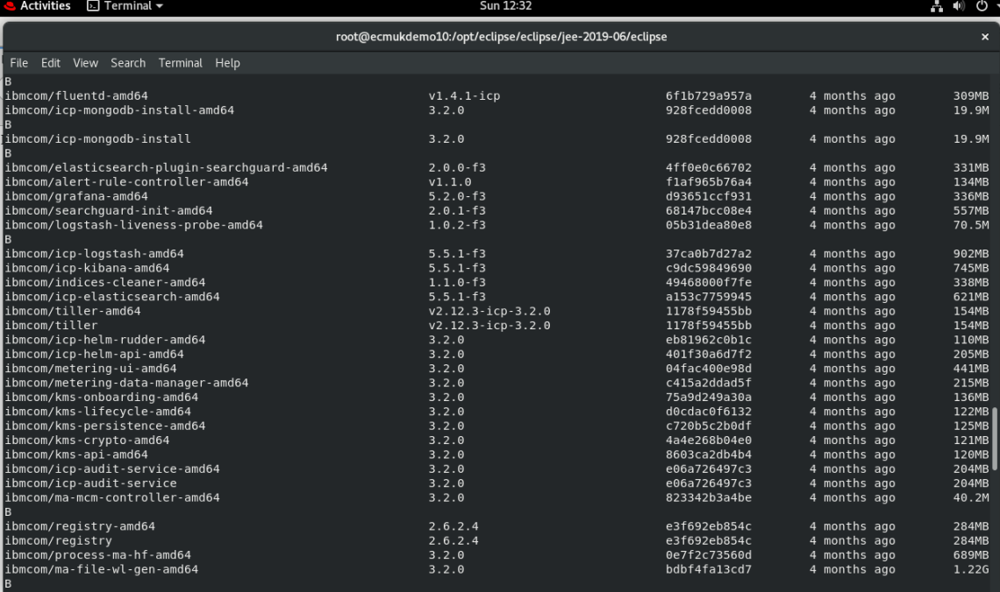 Activities Terminal Sun 12:32
root@ecmukdemo10:/opt/eclipse/eclipse/jee-2019-06/eclipse ×
File Edit View Search Terminal Help
B
ibmcom/fluentd-amd64 v1.4.1-icp 6f1b729a957a 4 months ago 309MB
ibmcom/icp-mongodb-install-amd64 3.2.0 928fcedd0008 4 months ago 19.9M
B
ibmcom/icp-mongodb-install 3.2.0 928fcedd0008 4 months ago 19.9M
B
ibmcom/elasticsearch-plugin-searchguard-amd64 2.0.0-f3 4ff0e0c66702 4 months ago 331MB
ibmcom/alert-rule-controller-amd64 v1.1.0 f1af965b76a4 4 months ago 134MB
ibmcom/grafana-amd64 5.2.0-f3 d93651ccf931 4 months ago 336MB
ibmcom/searchguard-init-amd64 2.0.1-f3 68147bcc08e4 4 months ago 557MB
ibmcom/logstash-liveness-probe-amd64 1.0.2-f3 05b31dea80e8 4 months ago 70.5M
B
ibmcom/icp-logstash-amd64 5.5.1-f3 37ca0b7d27a2 4 months ago 902MB
ibmcom/icp-kibana-amd64 5.5.1-f3 c9dc59849690 4 months ago 745MB
ibmcom/indices-cleaner-amd64 1.1.0-f3 49468000f7fe 4 months ago 338MB
ibmcom/icp-elasticsearch-amd64 5.5.1-f3 a153c7759945 4 months ago 621MB
ibmcom/tiller-amd64 v2.12.3-icp-3.2.0 1178f59455bb 4 months ago 154MB
ibmcom/tiller v2.12.3-icp-3.2.0 1178f59455bb 4 months ago 154MB
ibmcom/icp-helm-rudder-amd64 3.2.0 eb81962c0b1c 4 months ago 110MB
ibmcom/icp-helm-api-amd64 3.2.0 401f30a6d7f2 4 months ago 205MB
ibmcom/metering-ui-amd64 3.2.0 04fac400e98d 4 months ago 441MB
ibmcom/metering-data-manager-amd64 3.2.0 c415a2ddad5f 4 months ago 215MB
ibmcom/kms-onboarding-amd64 3.2.0 75a9d249a30a 4 months ago 136MB
ibmcom/kms-lifecycle-amd64 3.2.0 d0cdac0f6132 4 months ago 122MB
ibmcom/kms-persistence-amd64 3.2.0 c720b5c2b0df 4 months ago 125MB
ibmcom/kms-crypto-amd64 3.2.0 4a4e268b04e0 4 months ago 121MB
ibmcom/kms-api-amd64 3.2.0 8603ca2db4b4 4 months ago 120MB
ibmcom/icp-audit-service-amd64 3.2.0 e06a726497c3 4 months ago 204MB
ibmcom/icp-audit-service 3.2.0 e06a726497c3 4 months ago 204MB
ibmcom/ma-mcm-controller-amd64 3.2.0 823342b3a4be 4 months ago 40.2M
B
ibmcom/registry-amd64 2.6.2.4 e3f692eb854c 4 months ago 284MB
ibmcom/registry 2.6.2.4 e3f692eb854c 4 months ago 284MB
ibmcom/process-ma-hf-amd64 3.2.0 0e7f2c73560d 4 months ago 689MB
ibmcom/ma-file-wl-gen-amd64 3.2.0 bdbf4fa13cd7 4 months ago 1.22G
B